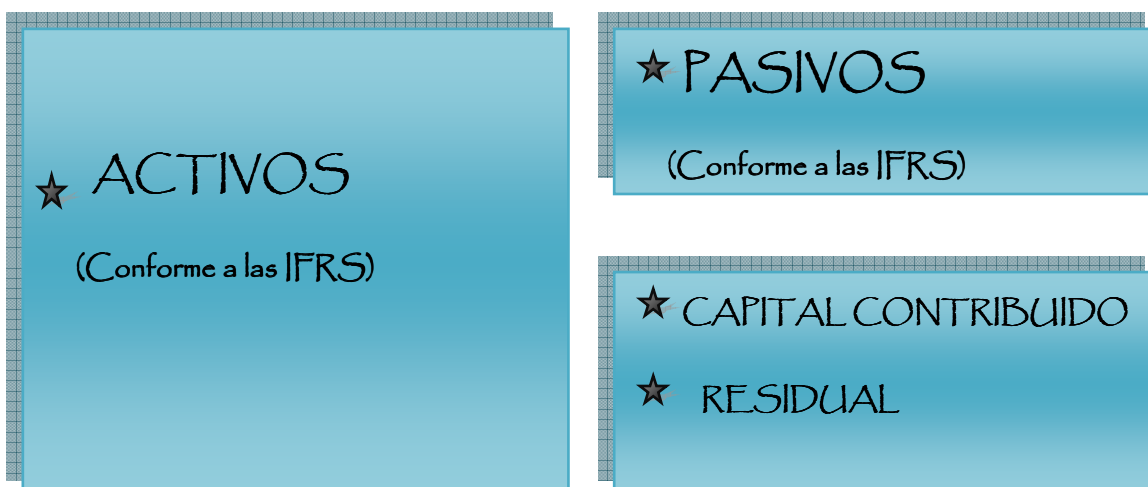 ACTIVOS
(Conforme a las IFRS)
PASIVOS
(Conforme a las IFRS)
CAPITAL CONTRIBUIDO
RESIDUAL